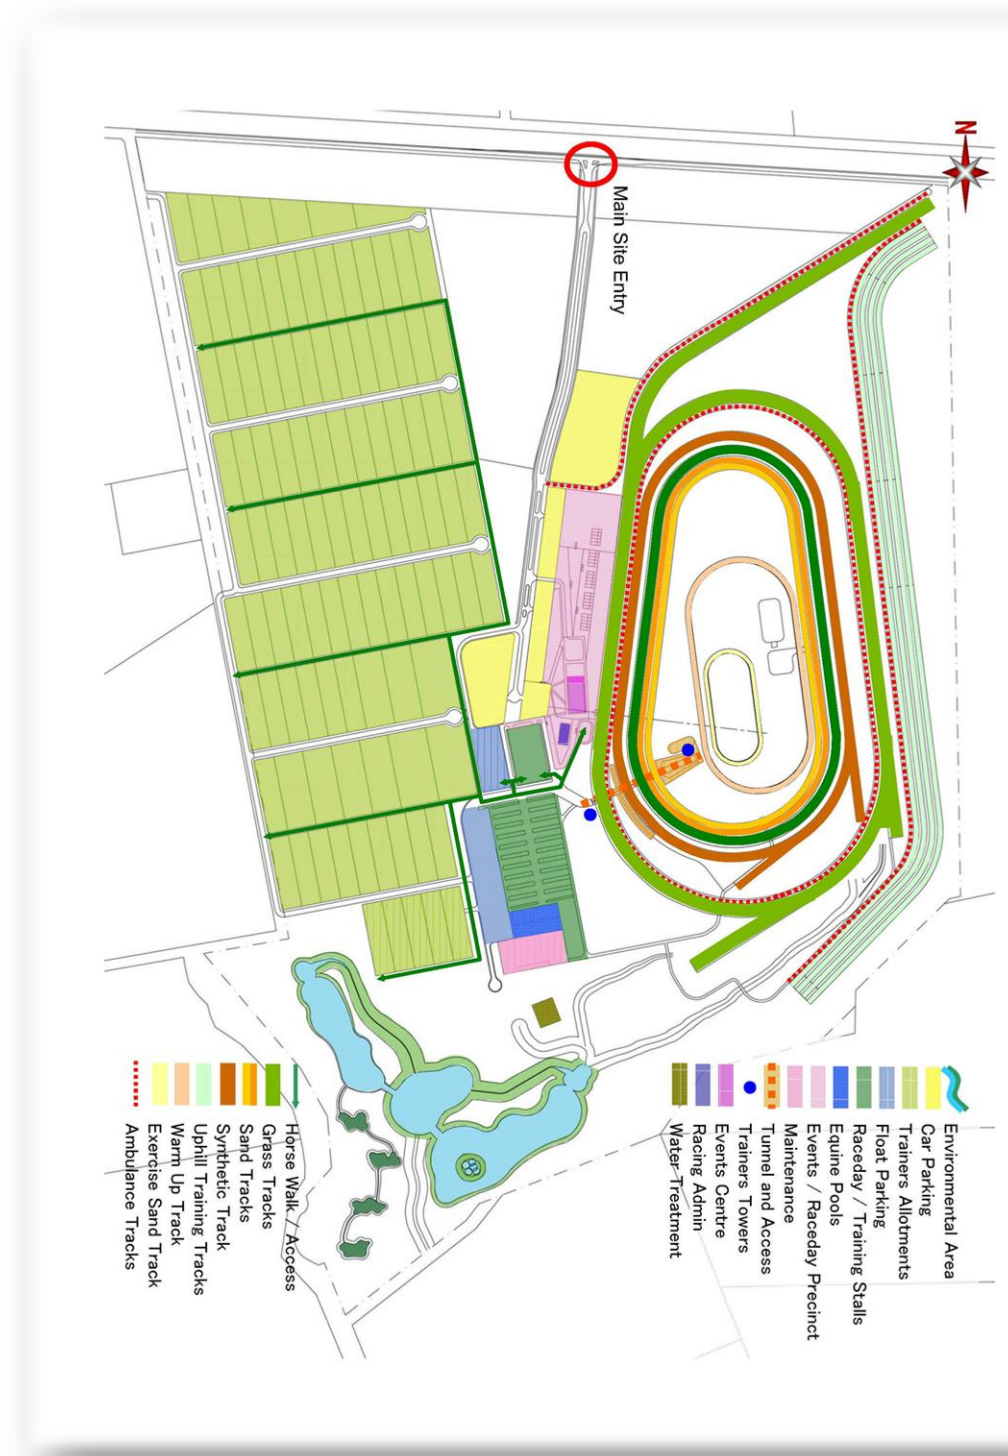 N
Main Site Entry
Environmental Area
Car Parking
Trainers Allotments
Float Parking
Raceday / Training Stalls
Equine Pools
Events / Raceday Precinct
Maintenance
Tunnel and Access
Trainers Towers
Events Centre
Racing Admin
Water Treatment
Horse Walk / Access
Grass Tracks
Sand Tracks
Synthetic Track
Uphill Training Tracks
Warm Up Track
Exercise Sand Track
Ambulance Tracks